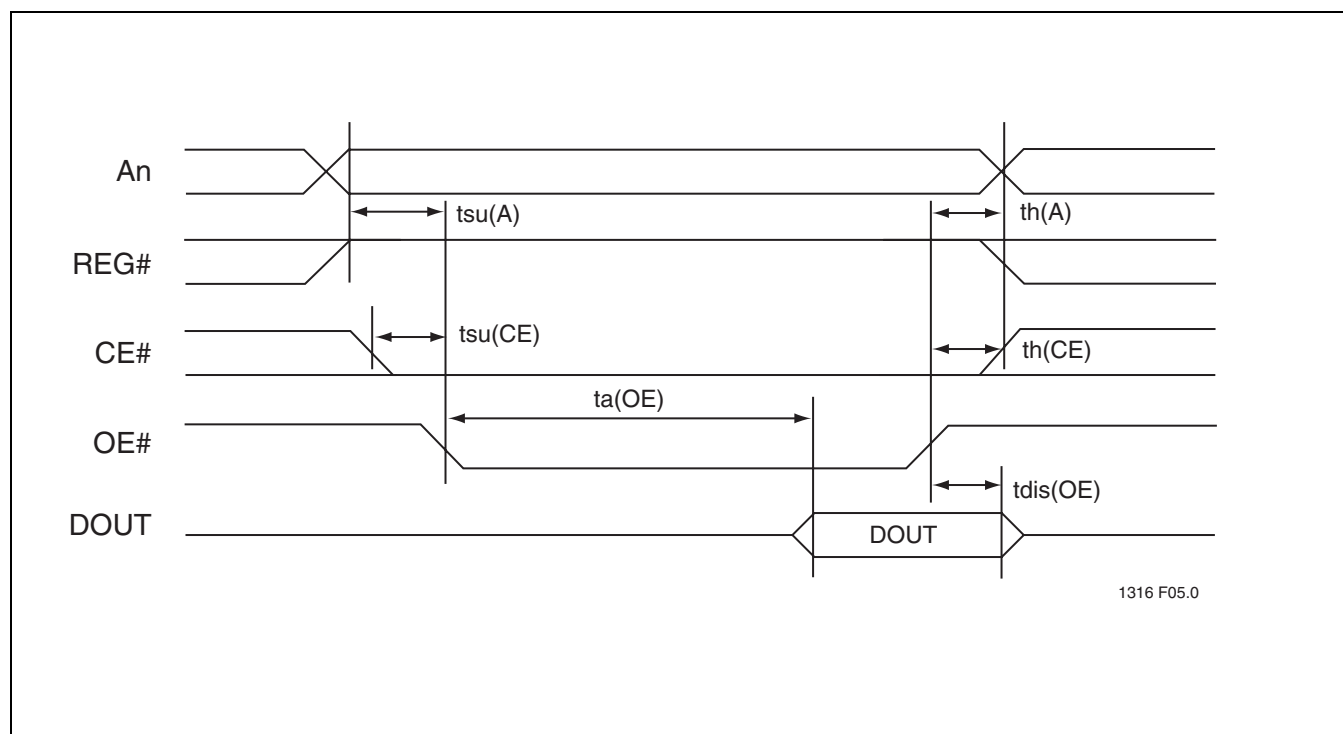 An
tsu(A)
th(A)
REG#
tsu(CE)
th(CE)
CE#
ta(OE)
OE#
tdis(OE)
DOUT
DOUT
1316 F05.0